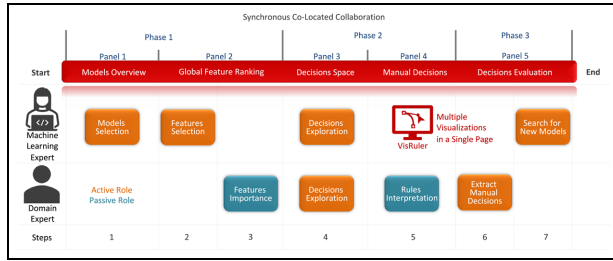 Synchronous Co-Located Collaboration
Phase 1
Phase 2
Phase 3
Panel 1
Panel 2
Panel 3
Panel 4
Panel 5
Start
Models Overview
Global Feature Ranking
Decisions Space
Manual Decisions
Decisions Evaluation
End
Machine
Learning
Expert
Models
Selection
Features
Selection
Decisions
Exploration
VisRuler
Multiple
Visualizations
in a Single Page
Search for
New Models
Domain
Expert
Active Role
Passive Role
Features
Importance
Decisions
Exploration
Rules
Interpretation
Extract
Manual
Decisions
Steps
1
2
3
4
5
6
7